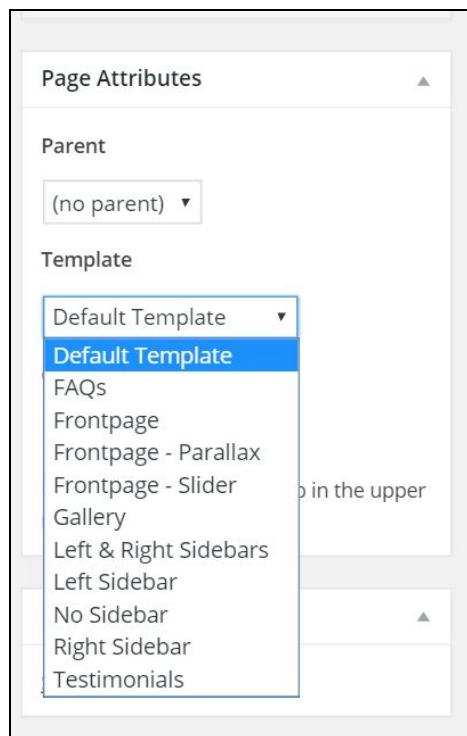 Page Attributes
Parent
(no parent)
Template
Default Template
Default Template
FAQs
Frontpage
Frontpage - Parallax
Frontpage - Slider
in the upper
Gallery
Left & Right Sidebars
Left Sidebar
No Sidebar
Right Sidebar
Testimonials